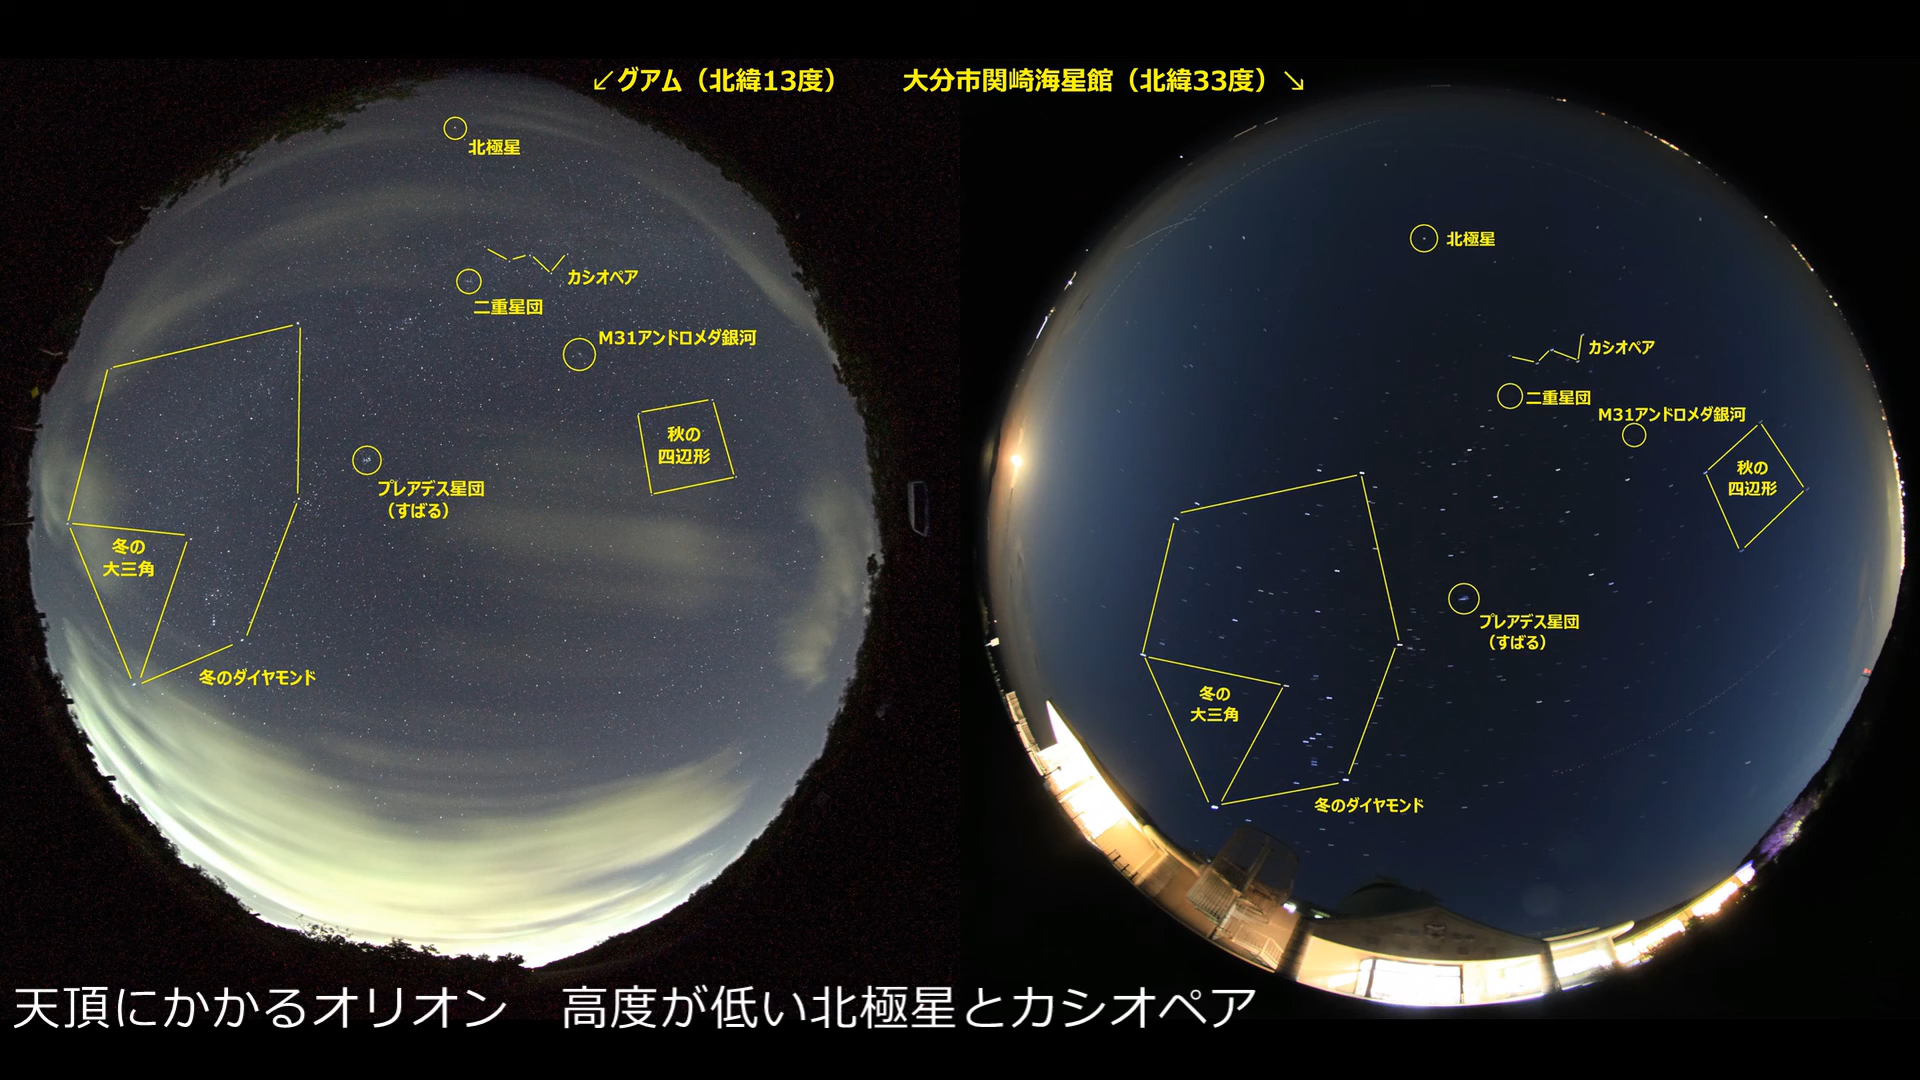 ↙グアム（北緯13度）
大分市関崎海星館（北緯33度）↘
北極星
カシオペア
二重星団
M31アンドロメダ銀河
秋の
四辺形
プレアデス星団
（すばる）
冬の
大三角
冬のダイヤモンド
北極星
カシオペア
二重星団
M31アンドロメダ銀河
秋の
四辺形
プレアデス星団
（すばる）
冬の
大三角
冬のダイヤモンド
天頂にかかるオリオン　高度が低い北極星とカシオペア